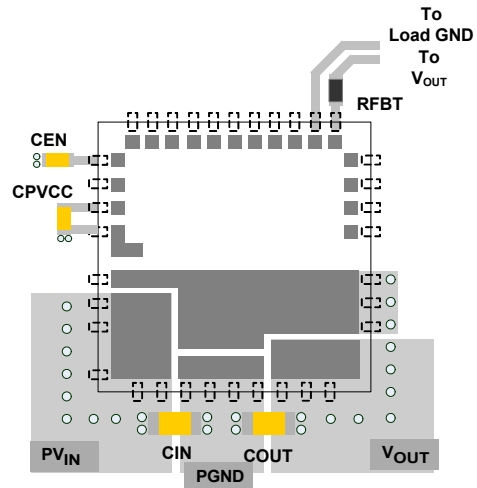 To
Load GND
To
VOUT
RFBT
CEN
CPVCC
PVIN
CIN
COUT
VOUT
PGND